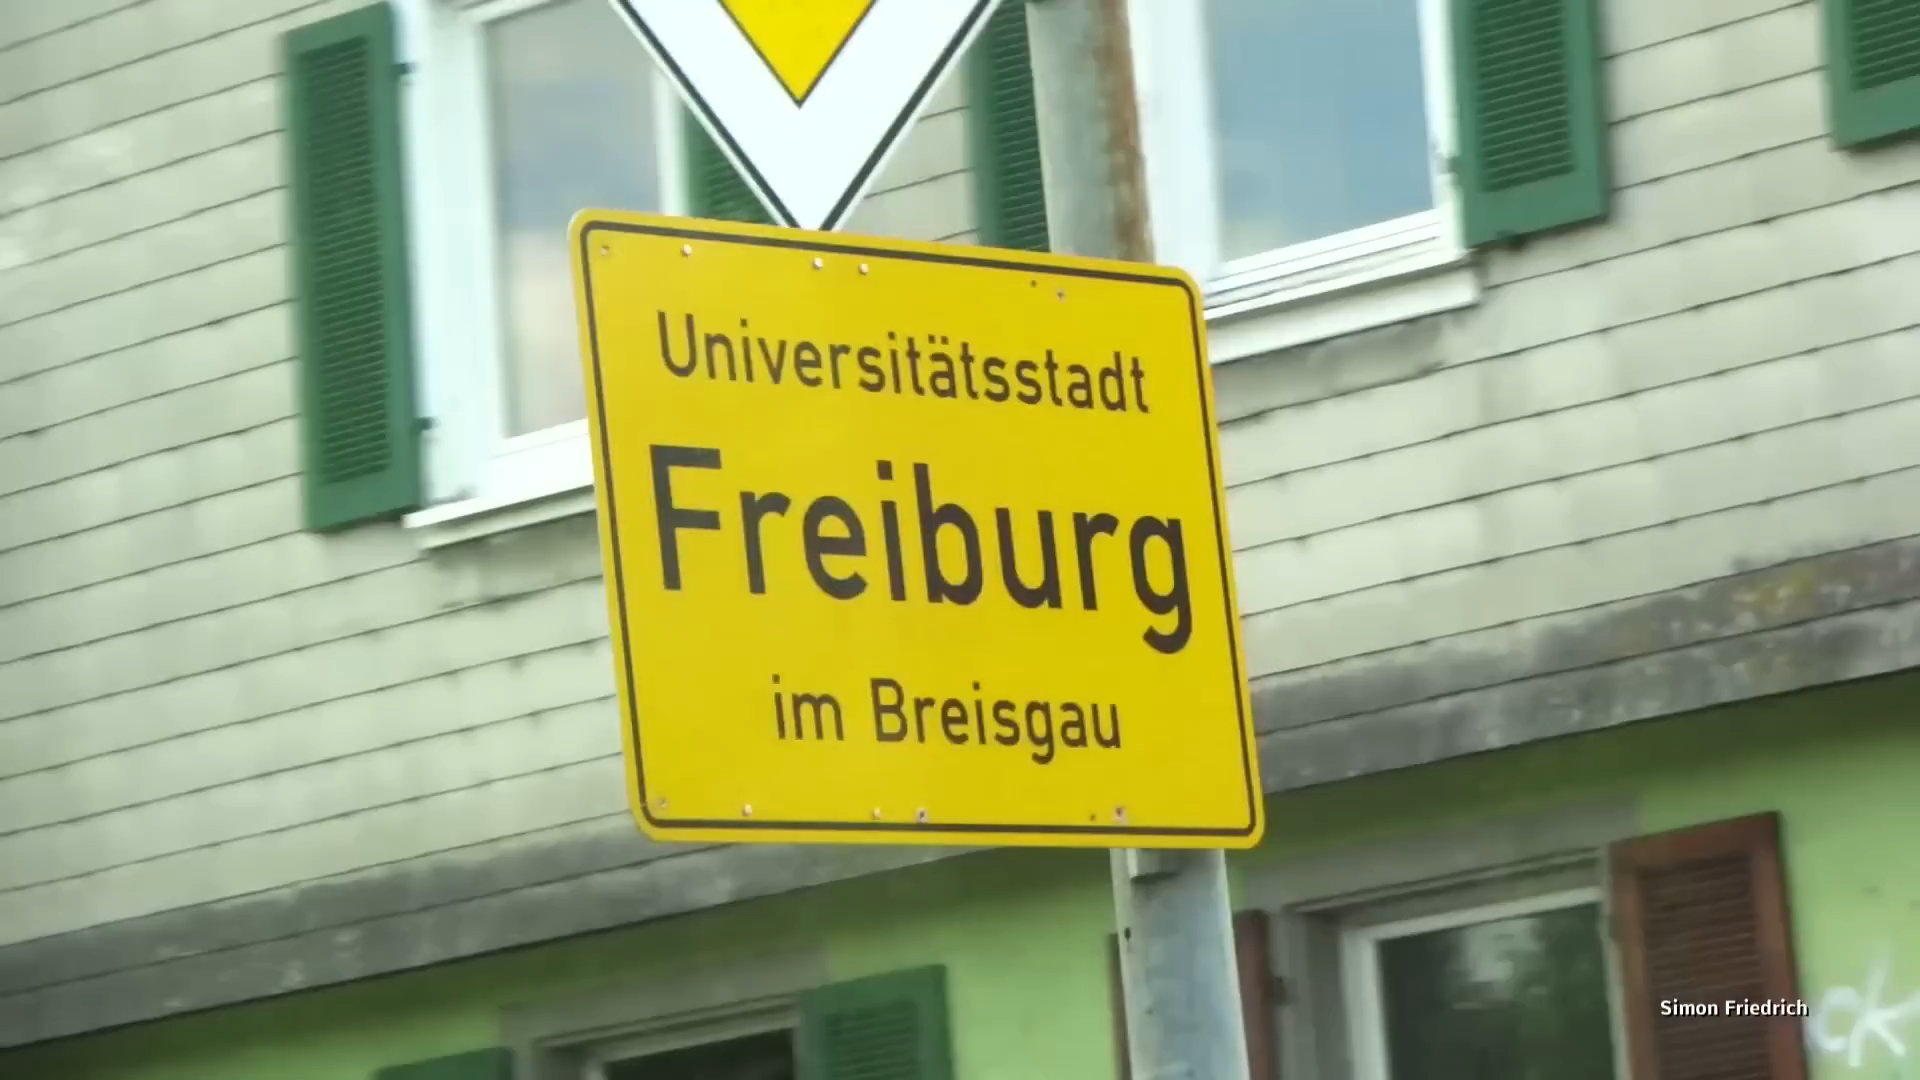 Universitätsstadt
Freiburg
im Breisgau
Simon Friedrich